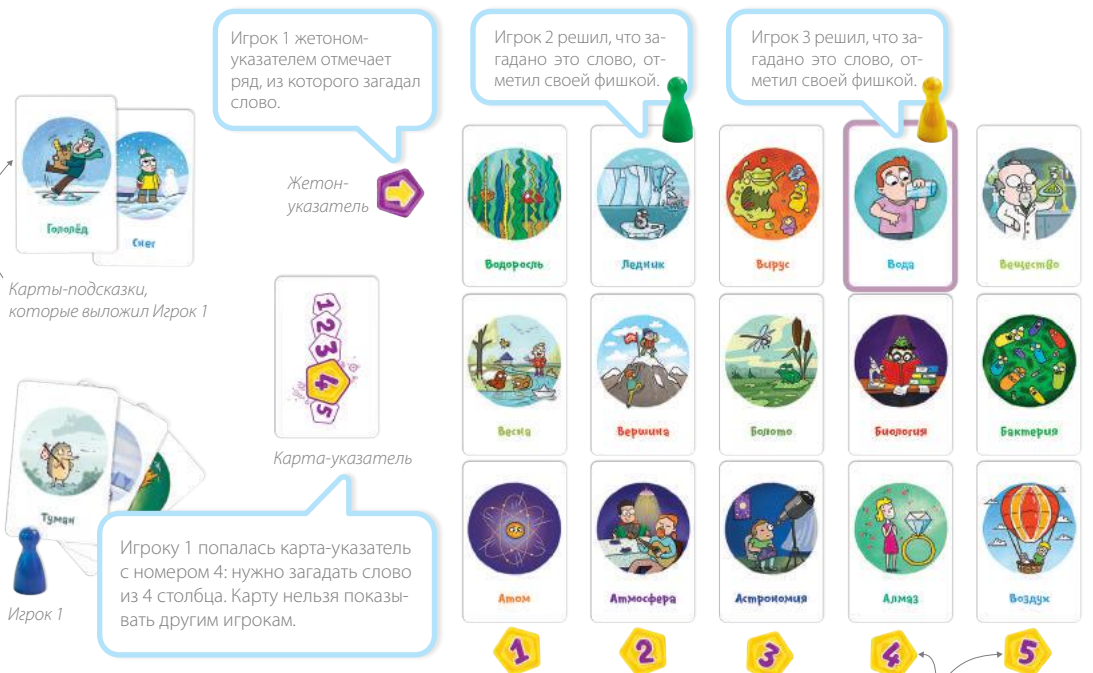 Игрок 1 жетоном-
указателем отмечает
ряд, из которого загадал
слово.
Игрок 2 решил, что за-
гадано это слово, от-
метил своей фишкой.
Игрок 3 решил, что за-
гадано это слово, от-
метил своей фишкой.
Гололёд
Снег
Карты-подсказки,
которые выложил Игрок 1
Жетон-
указатель
Водоросль
Ледник
Вирус
Вода
Вещество
1 2 3 4 5
Карта-указатель
Весна
Вершина
Болото
Биология
Бактерия
Туман
Игрок 1
Игроку 1 попалась карта-указатель
с номером 4: нужно загадать слово
из 4 столбца. Карту нельзя показы-
вать другим игрокам.
Атом
Атмосфера
Астрономия
Алмаз
Воздух
1
2
3
4
5